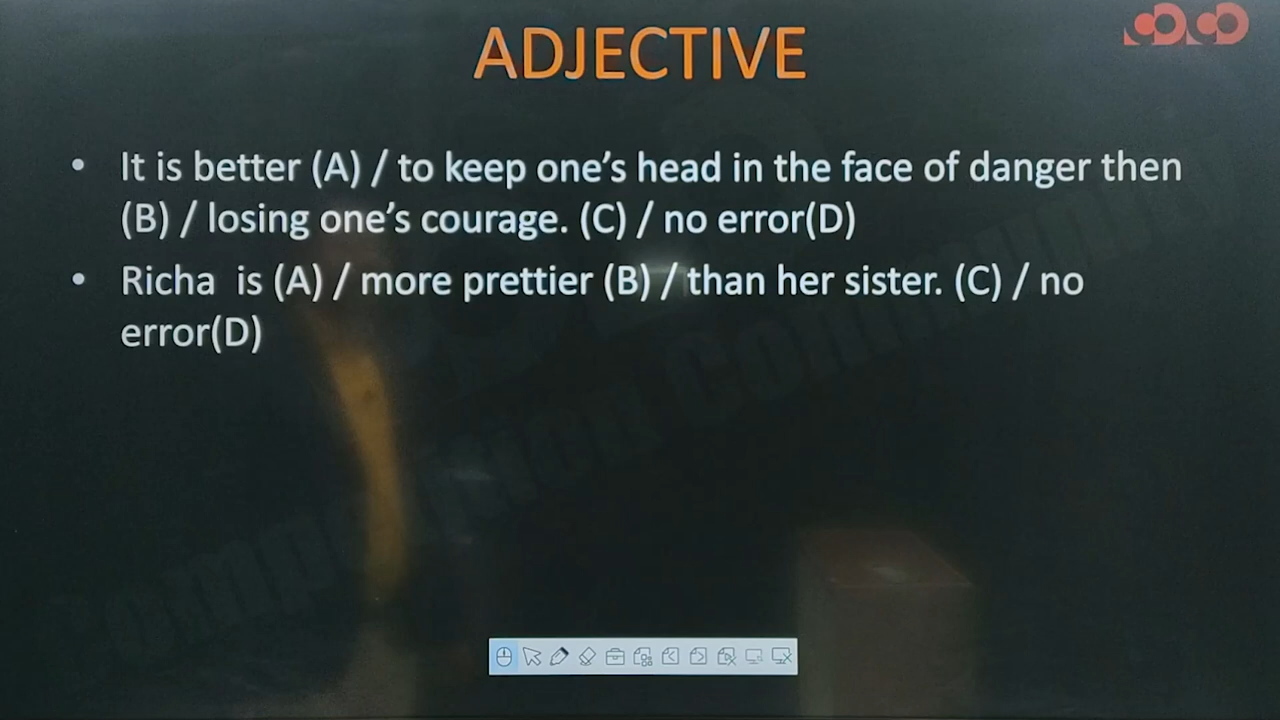 ADJECTIVE
• It is better (A) / to keep one’s head in the face of danger then
(B) / losing one’s courage. (C) / no error(D)
• Richa is (A) / more prettier (B) / than her sister. (C) / no
error(D)